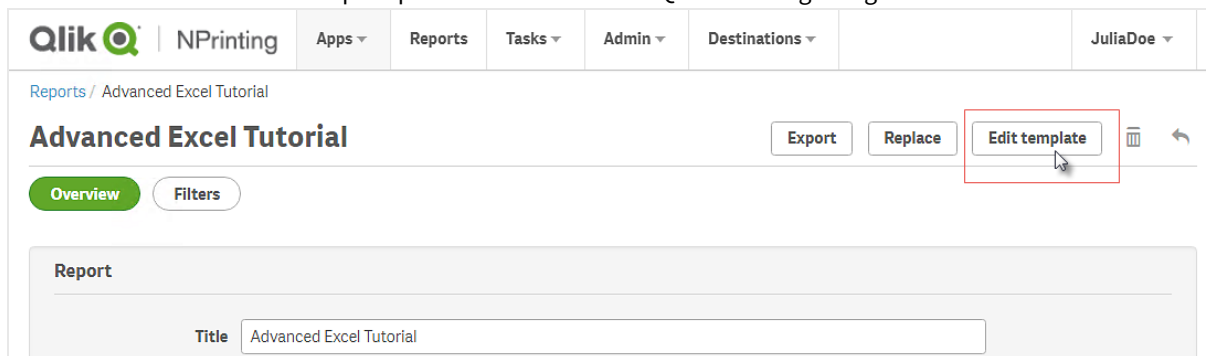 Qlik NPrinting Apps Reports Tasks Admin Destinations JuliaDoe
Reports / Advanced Excel Tutorial
Advanced Excel Tutorial Export Replace Edit template
Overview Filters
Report
Title Advanced Excel Tutorial